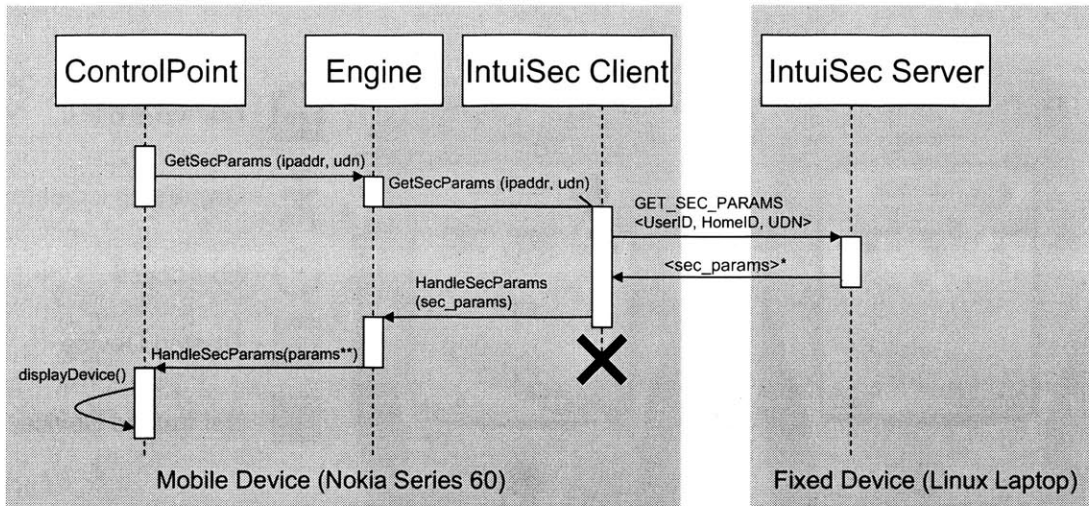 ControlPoint
Engine
IntuiSec Client
IntuiSec Server
GetSecParams (ipaddr, udn)
GetSecParams (ipaddr, udn)
GET_SEC_PARAMS
<UserID, HomeID, UDN>
<sec_params>*
HandleSecParams
(sec_params)
HandleSecParams(params**)
displayDevice()
Mobile Device (Nokia Series 60)
Fixed Device (Linux Laptop)